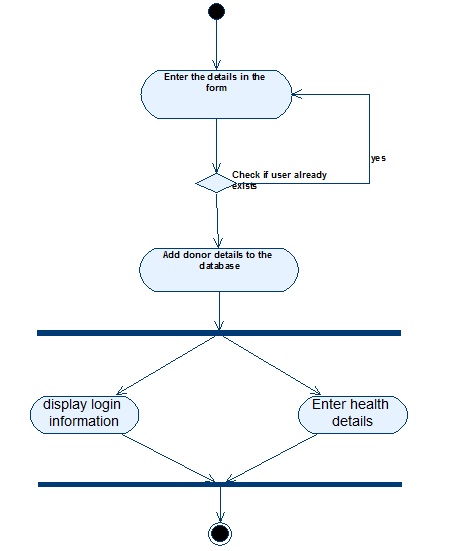 Enter the details in the
form
yes
Check if user already
exists
Add donor details to the
database
display login
information
Enter health
details